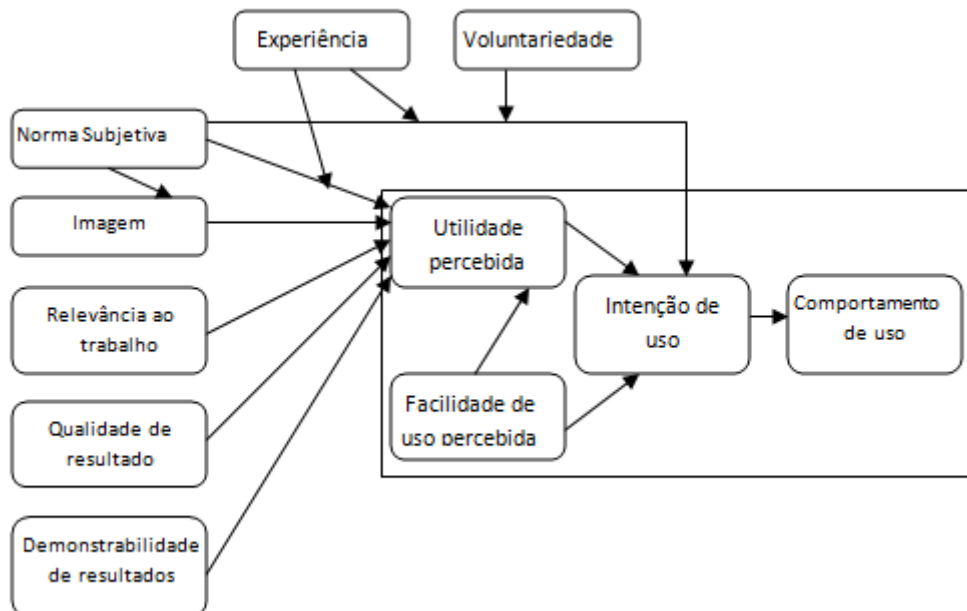 Experiência
Voluntariedade
Norma Subjetiva
Imagem
Utilidade
percebida
Relevância ao
trabalho
Intenção de
uso
Comportamento
de uso
Facilidade de
uso percebida
Qualidade de
resultado
Demonstrabilidade
de resultados